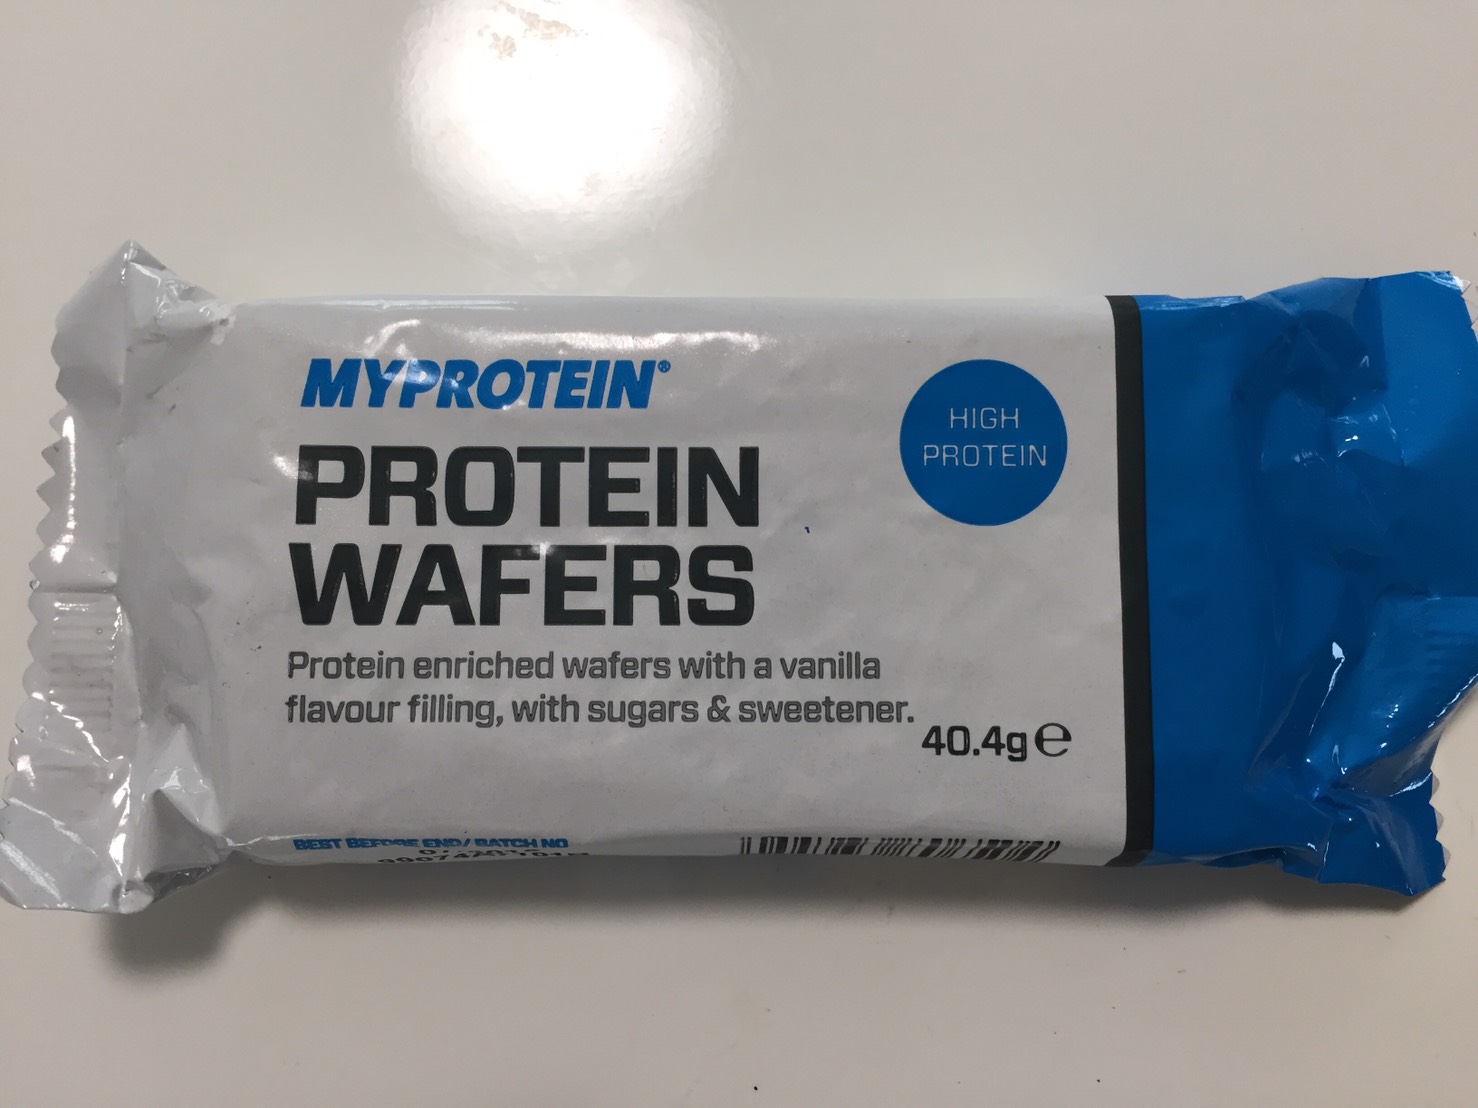 MYPROTEIN®
PROTEIN
WAFERS
HIGH
PROTEIN
Protein enriched wafers with a vanilla
flavour filling, with sugars & sweetener.
40.4g e
BEST BEFORE END/ BATCH NO